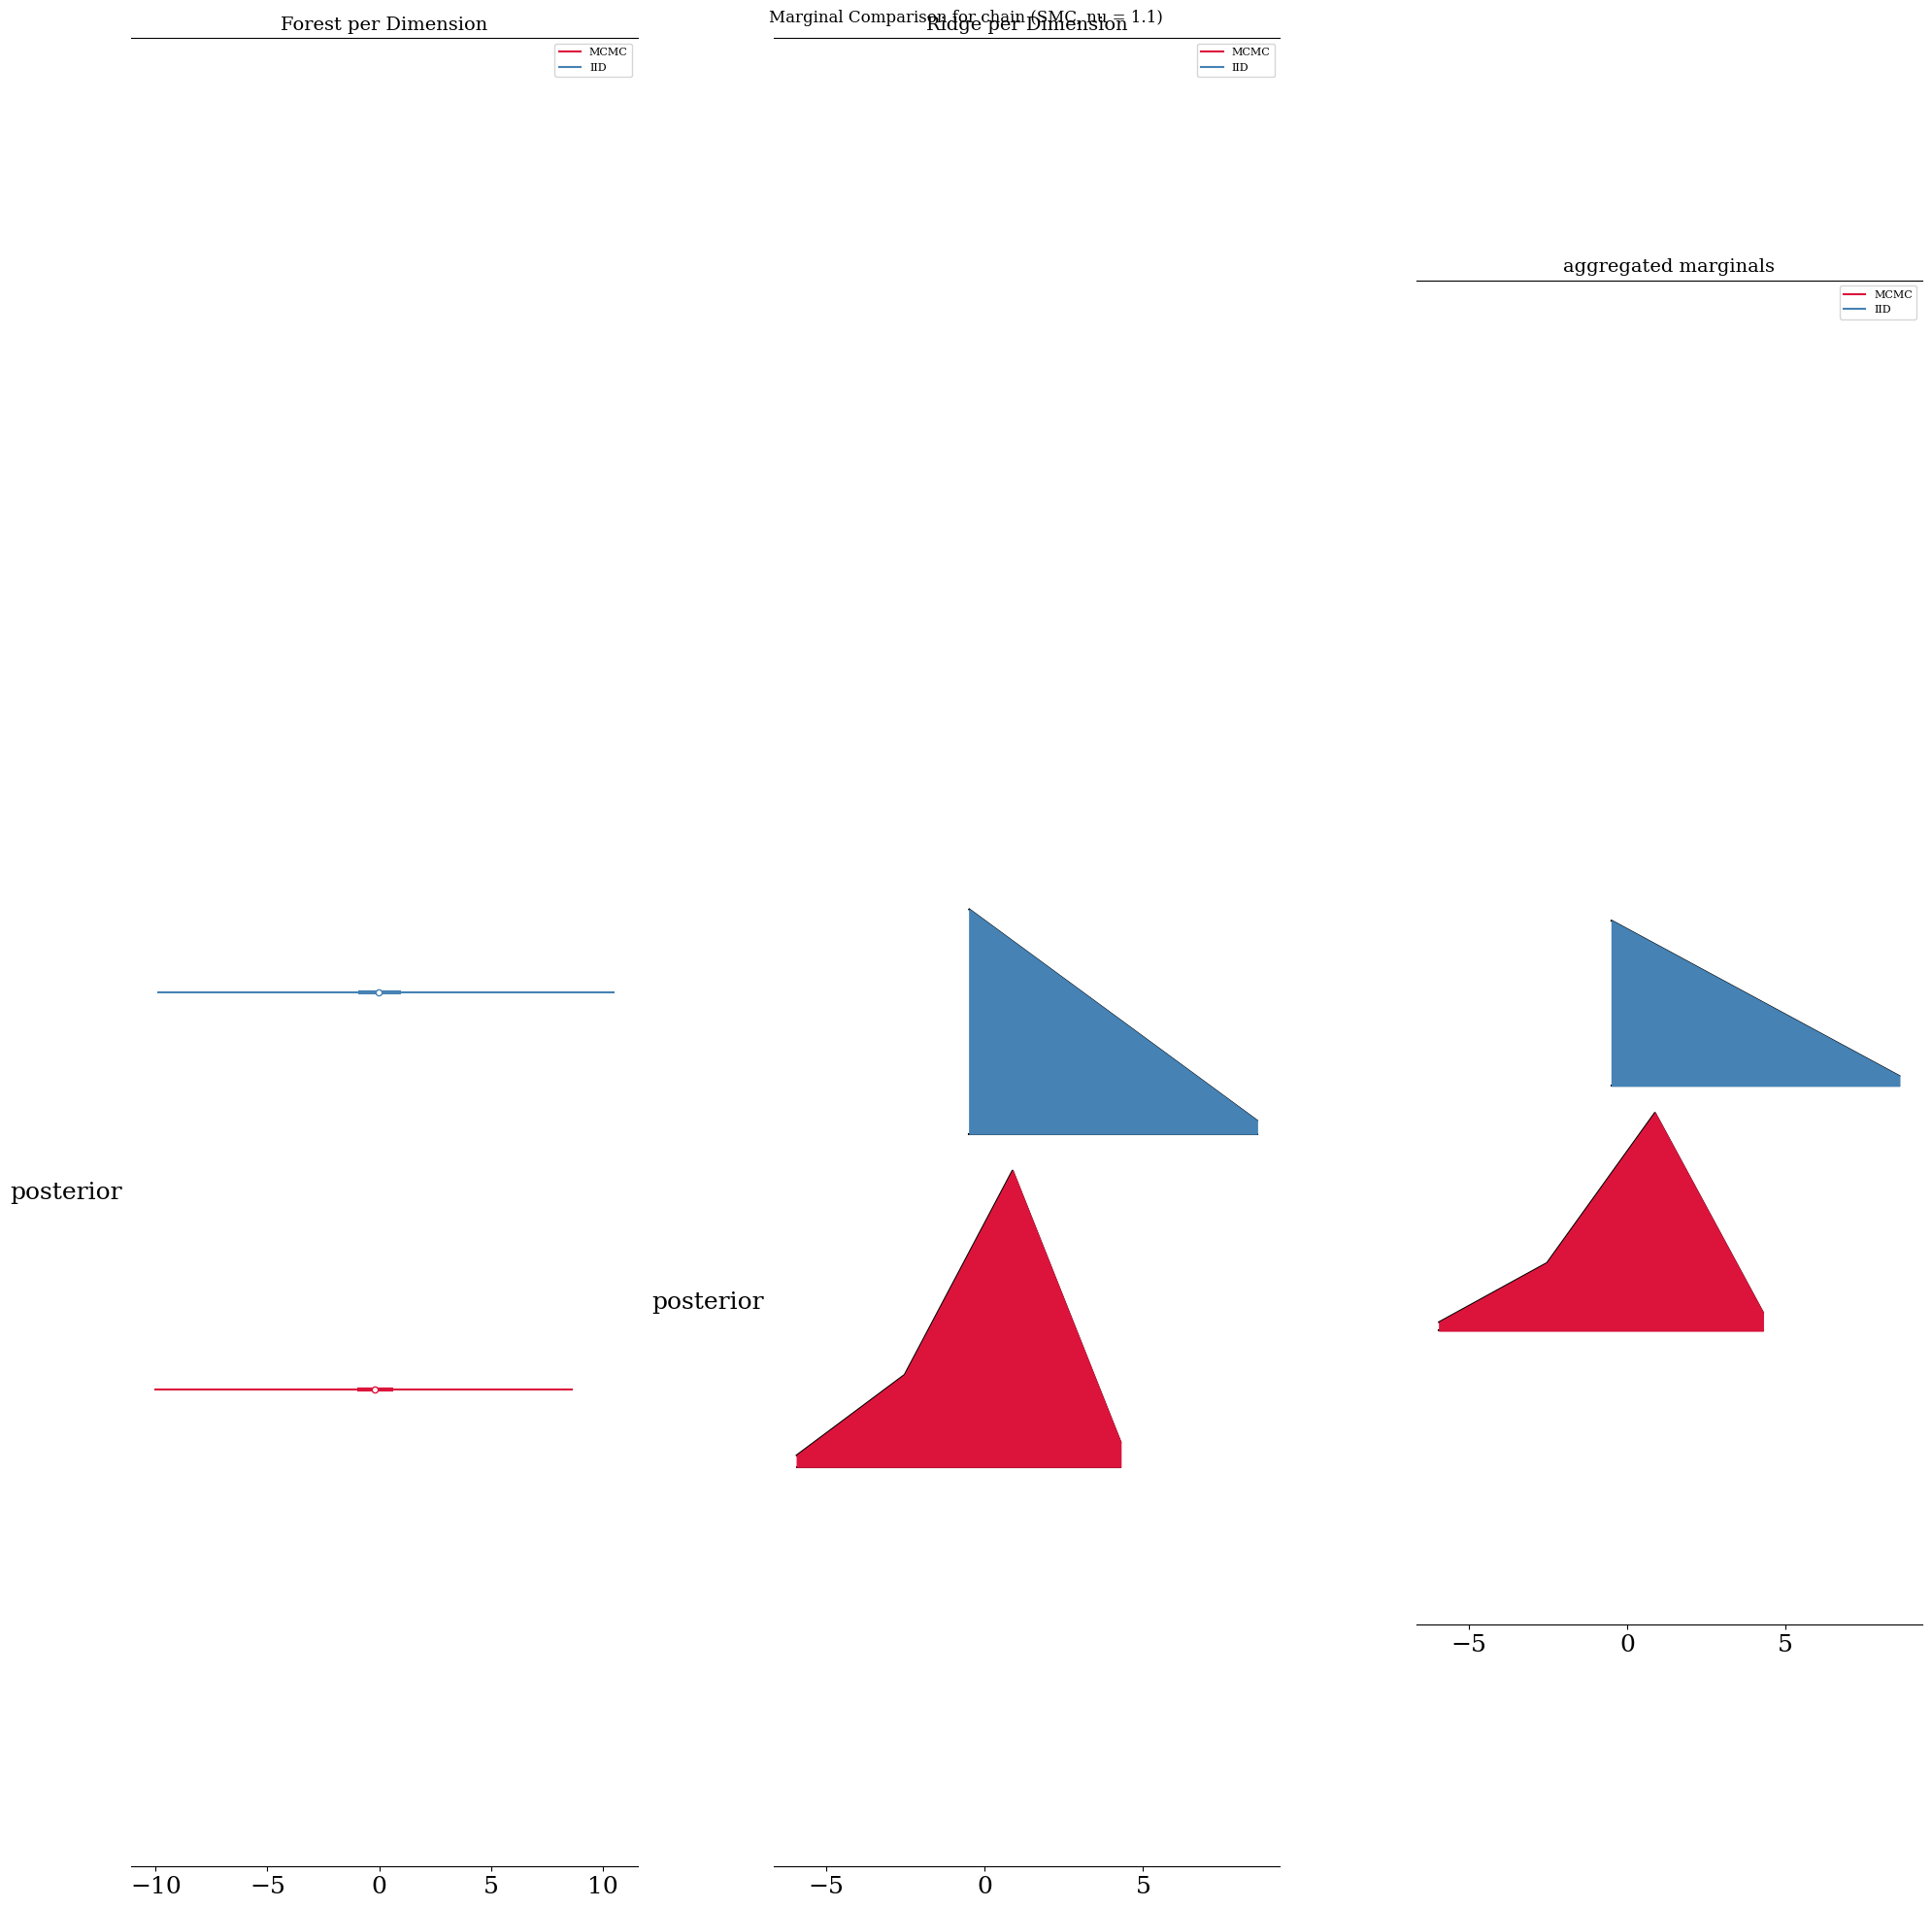 Marginal Comparison for chain (SMC, nu = 1.1)
Forest per Dimension
MCMC
IID
posterior
−10 −5 0 5 10
Ridge per Dimension
MCMC
IID
posterior
−5 0 5
aggregated marginals
MCMC
IID
−5 0 5